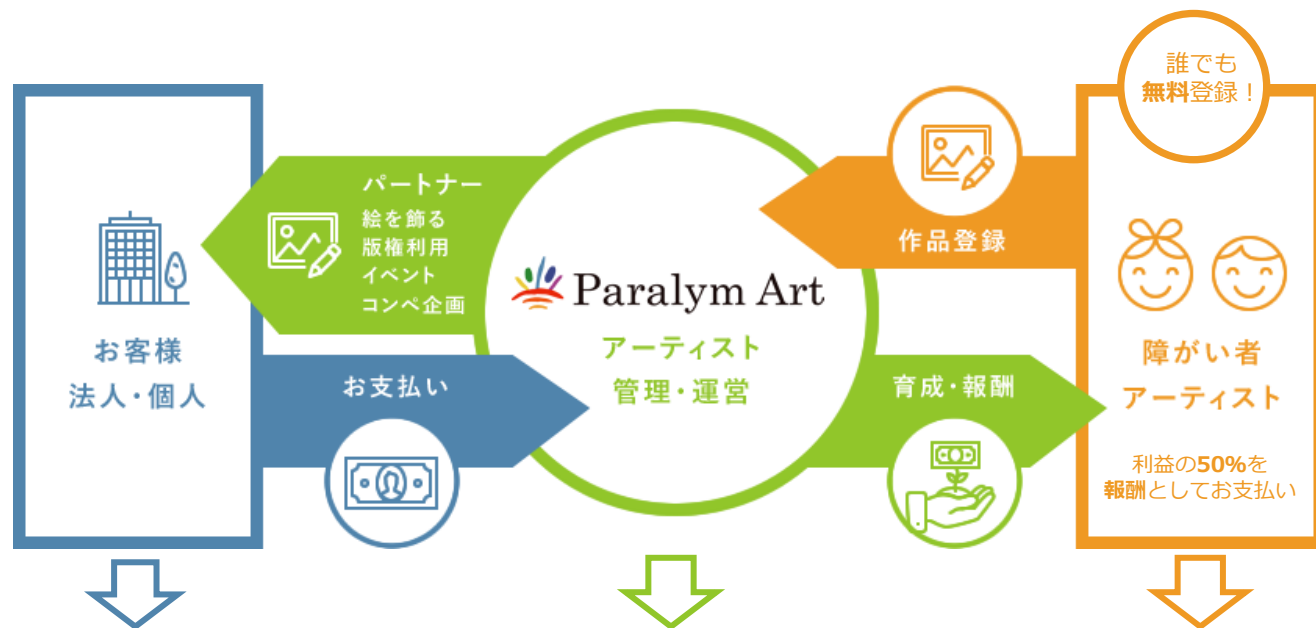 誰でも
無料登録！
パートナー
絵を飾る
版権利用
イベント
コンペ企画
作品登録
Paralym Art
アーティスト
管理・運営
お客様
法人・個人
お支払い
育成・報酬
障がい者
アーティスト
利益の50%を
報酬としてお支払い